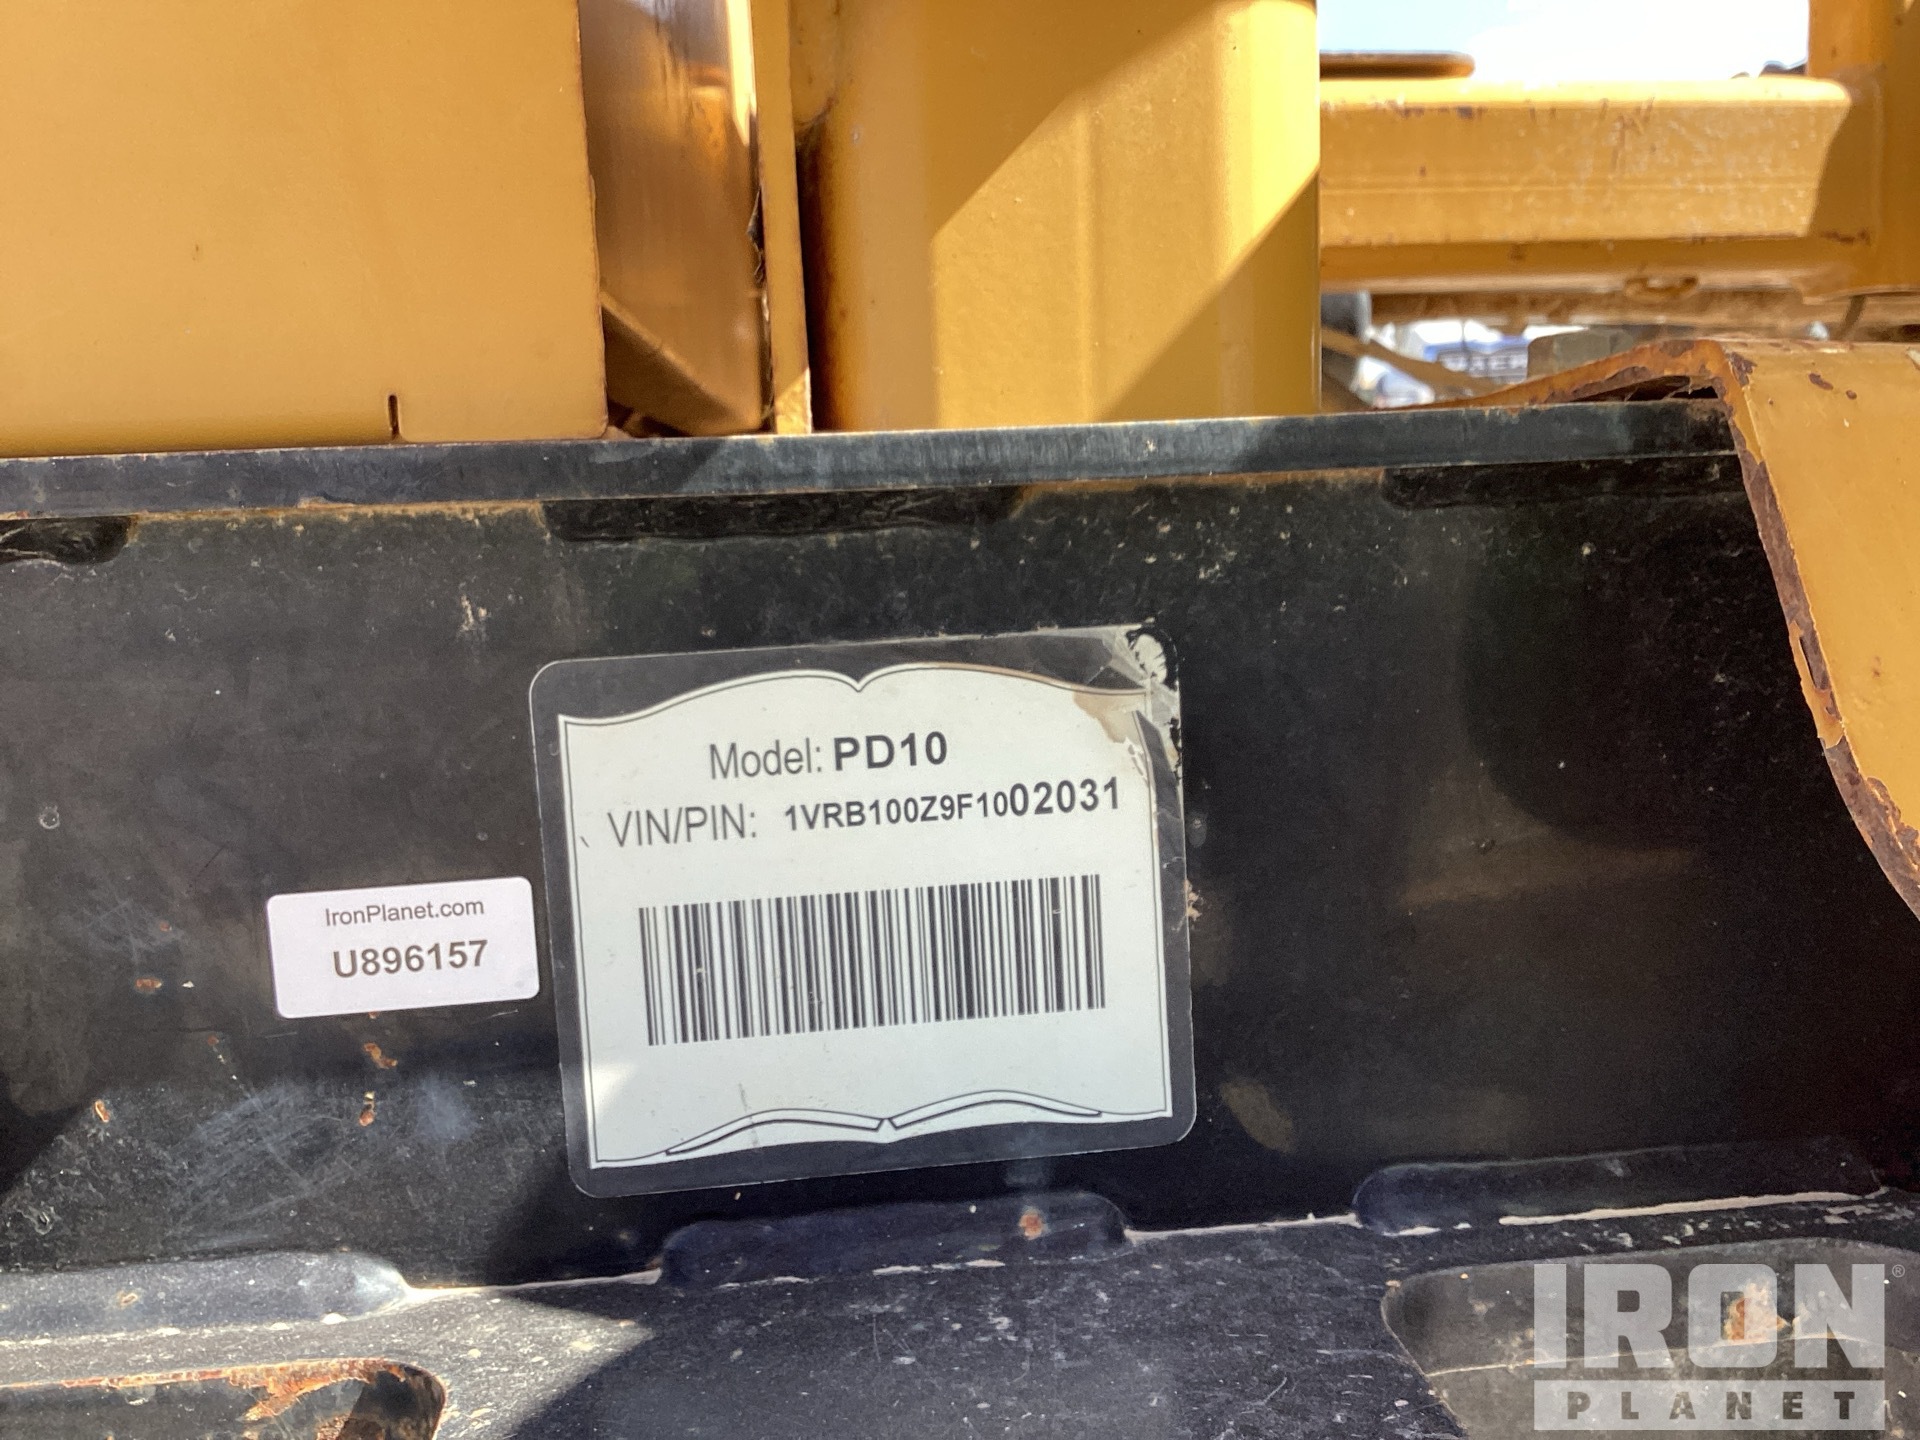 Model: PD10
VIN/PIN: 1VRB100Z9F1002031
IronPlanet.com
U896157
IRON®
PLANET